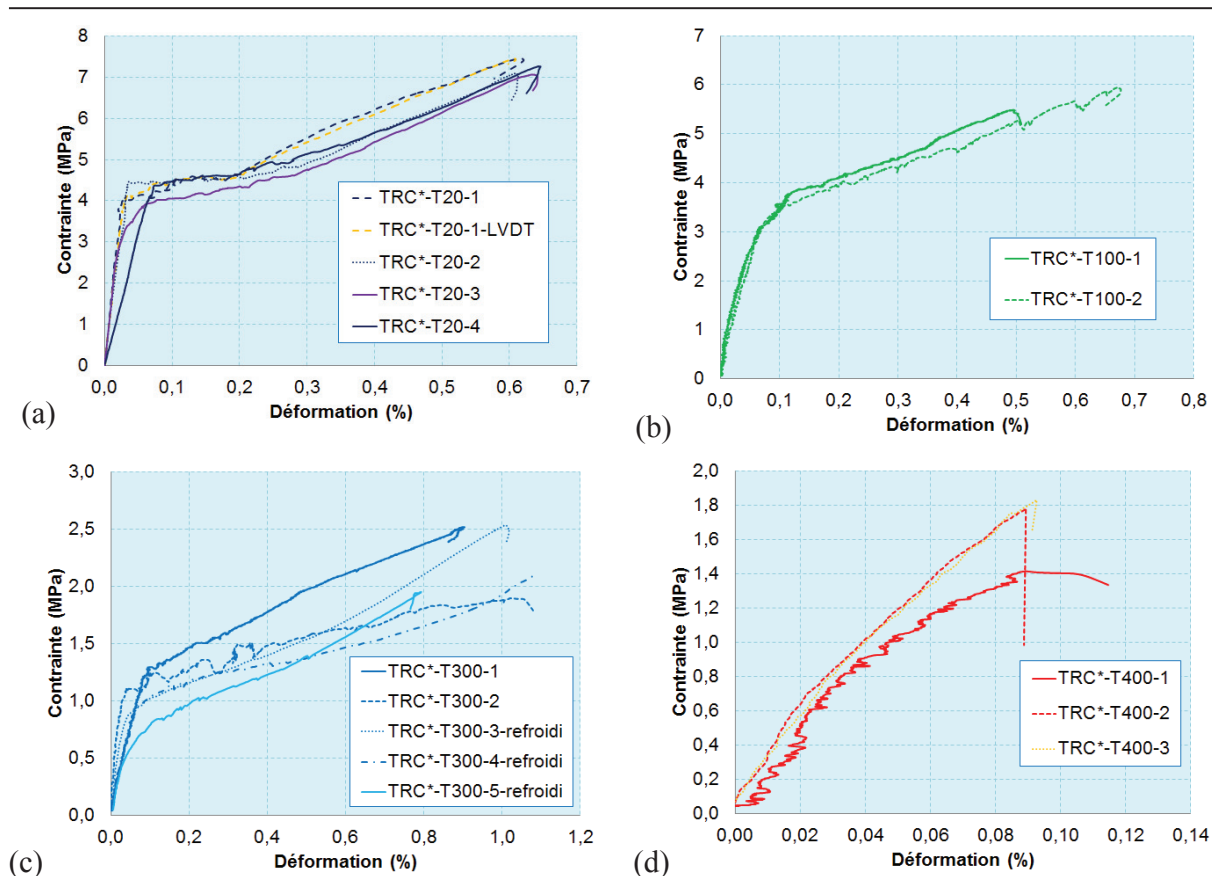 8
7
6
5
4
3
2
1
0
Contrainte (MPa)
TRC*-T20-1
TRC*-T20-1-LVDT
TRC*-T20-2
TRC*-T20-3
TRC*-T20-4
0,0 0,1 0,2 0,3 0,4 0,5 0,6 0,7
Déformation (%)
(a)
7
6
5
4
3
2
1
0
Contrainte (MPa)
TRC*-T100-1
TRC*-T100-2
0,0 0,1 0,2 0,3 0,4 0,5 0,6 0,7 0,8
Déformation (%)
(b)
3,0
2,5
2,0
1,5
1,0
0,5
0,0
Contrainte (MPa)
TRC*-T300-1
TRC*-T300-2
TRC*-T300-3-refroidi
TRC*-T300-4-refroidi
TRC*-T300-5-refroidi
0,0 0,2 0,4 0,6 0,8 1,0 1,2
Déformation (%)
(c)
2,0
1,8
1,6
1,4
1,2
1,0
0,8
0,6
0,4
0,2
0,0
Contrainte (MPa)
TRC*-T400-1
TRC*-T400-2
TRC*-T400-3
0,00 0,02 0,04 0,06 0,08 0,10 0,12 0,14
Déformation (%)
(d)